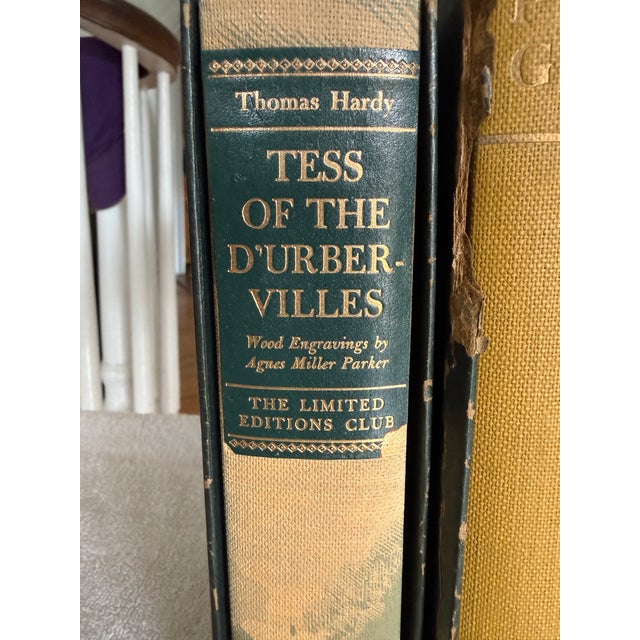 Thomas Hardy
TESS
OF THE
D'URBER-
VILLES
Wood Engravings by
Agnes Miller Parker
THE LIMITED
EDITIONS CLUB
G